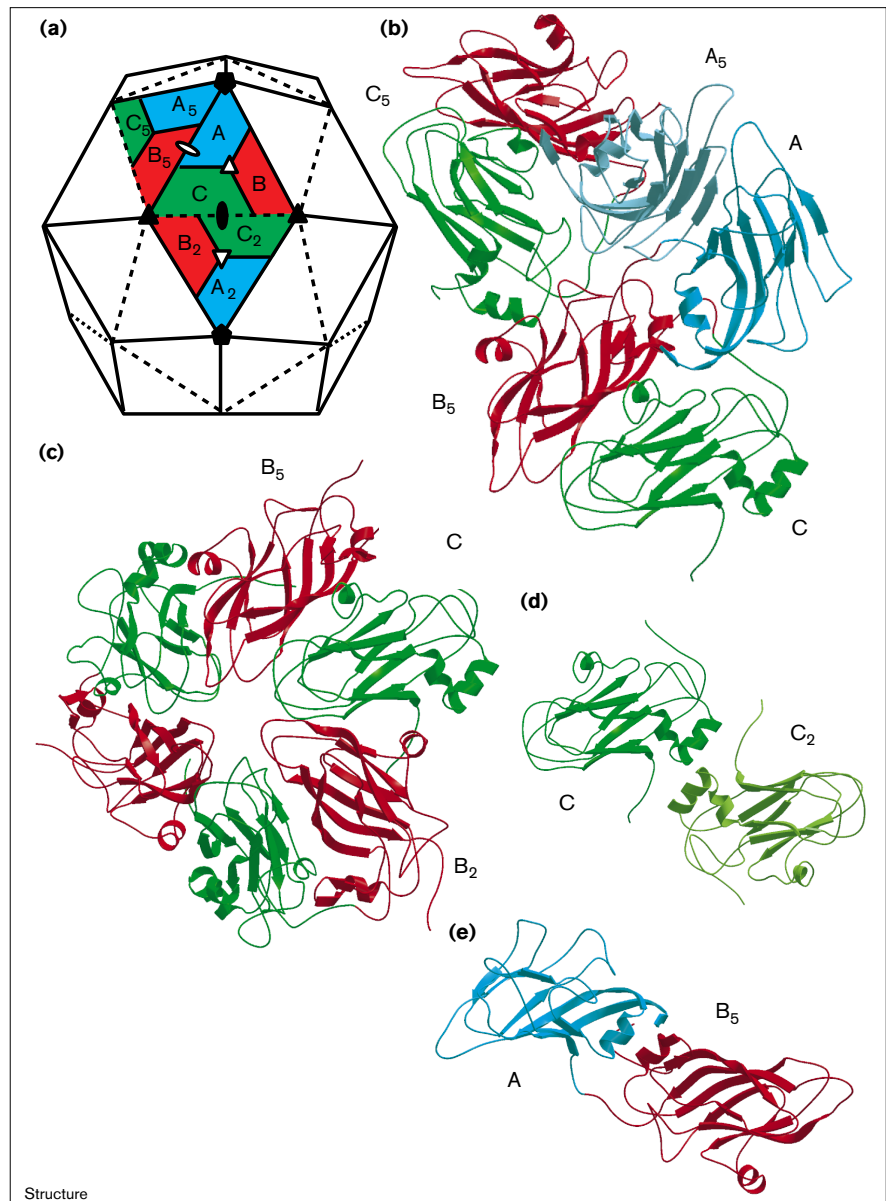 (a)
A₅
C₅
A
B₅
B
C
B₂
C₂
A₂
(b)
A₅
C₅
A
B₅
C
(c)
B₅
C
B₂
(d)
C₂
C
(e)
B₅
A
Structure